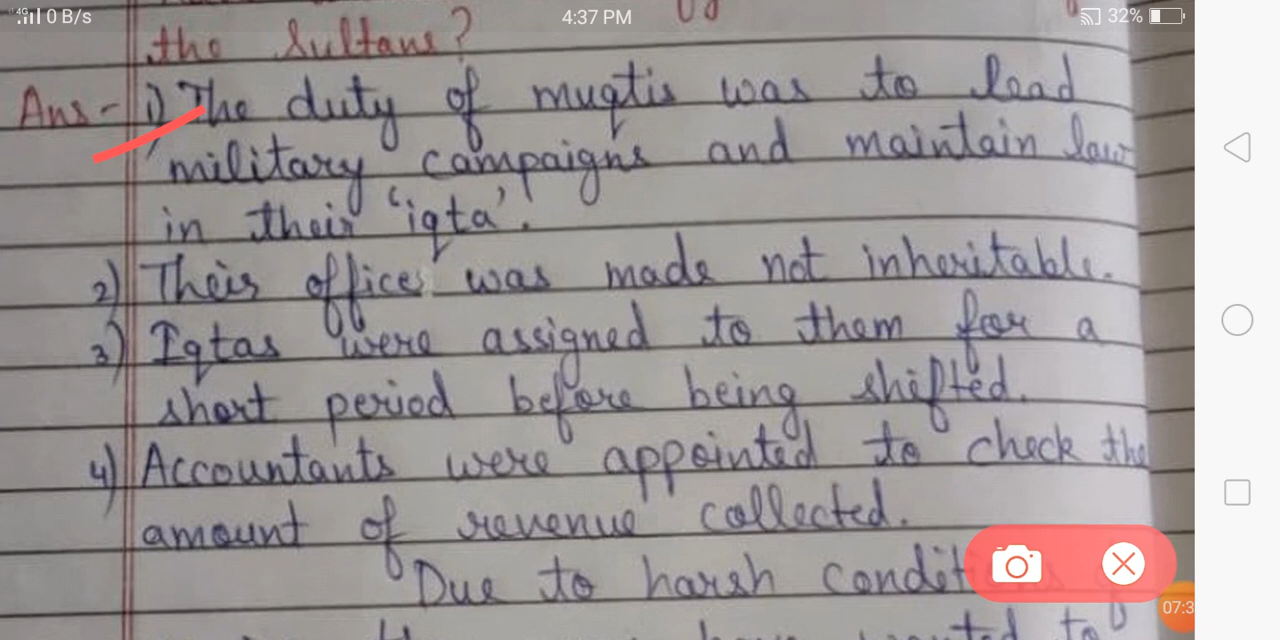 4G 0 B/s 4:37 PM 32%
the Sultans?
Ans- 1) The duty of muqtis was to lead
military campaigns and maintain law
in their 'iqta'.
2) Theis office was made not inheritable.
3) Iqtas were assigned to them for a
short period before being shifted.
4) Accountants were appointed to check the
amount of revenue collected.
Due to harsh
07:3